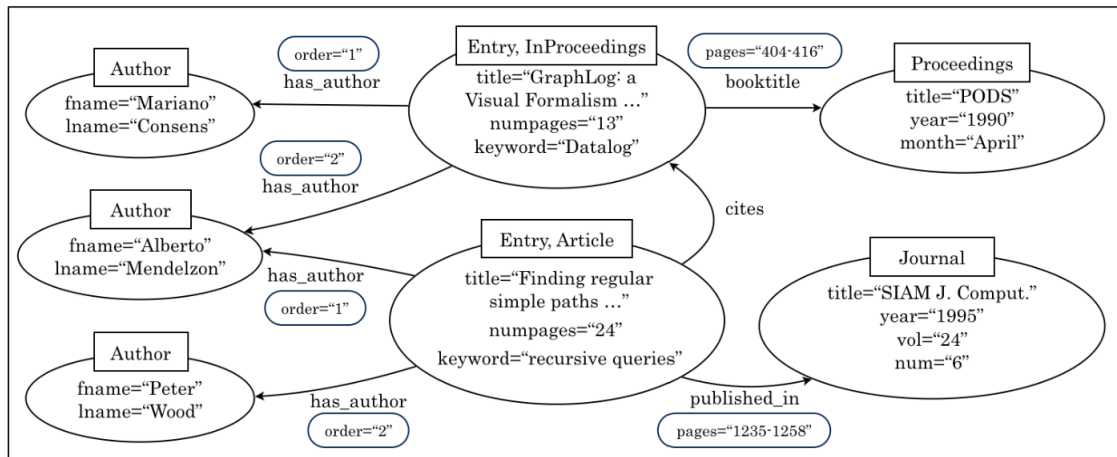 Author
fname=“Mariano”
lname=“Consens”
order=“1”
has_author
Entry, InProceedings
title=“GraphLog: a
Visual Formalism …”
numpages=“13”
keyword=“Datalog”
pages=“404-416”
booktitle
Proceedings
title=“PODS”
year=“1990”
month=“April”
order=“2”
has_author
Author
fname=“Alberto”
lname=“Mendelzon”
has_author
order=“1”
cites
Entry, Article
title=“Finding regular
simple paths …”
numpages=“24”
keyword=“recursive queries”
Journal
title=“SIAM J. Comput.”
year=“1995”
vol=“24”
num=“6”
Author
fname=“Peter”
lname=“Wood”
has_author
order=“2”
published_in
pages=“1235-1258”